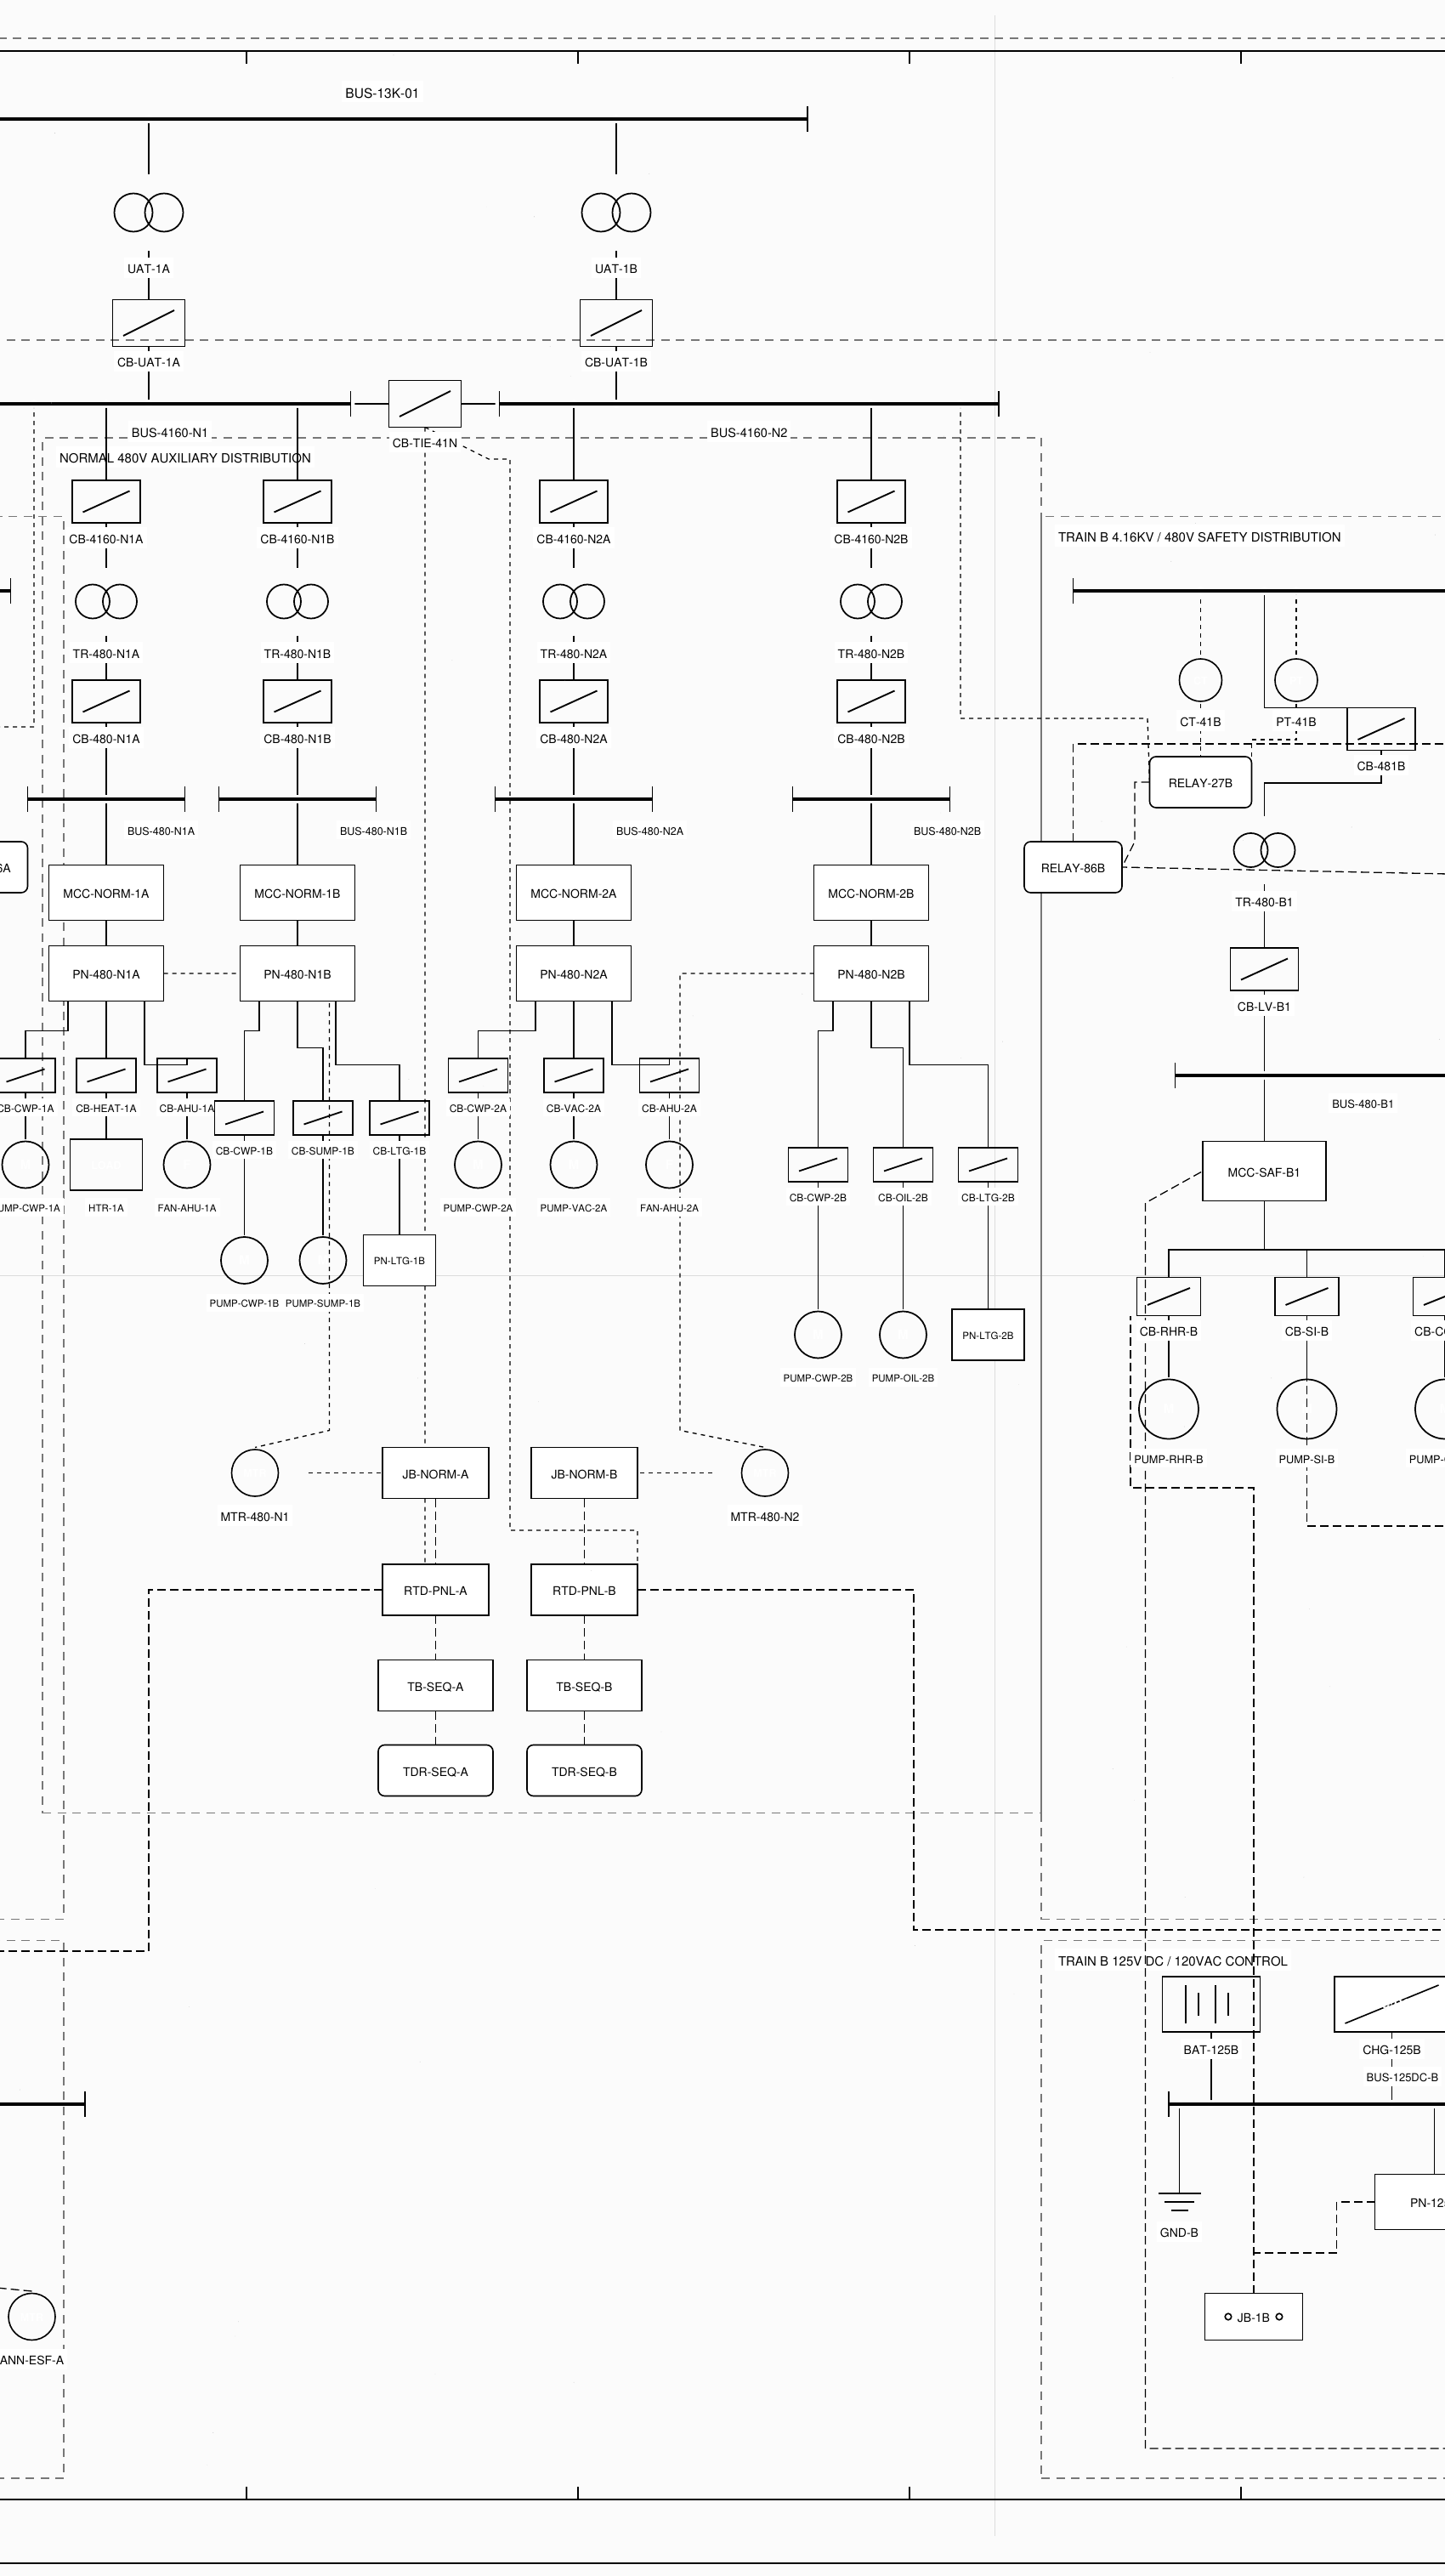 BUS-13K-01
UAT-1A
UAT-1B
CB-UAT-1A
CB-UAT-1B
BUS-4160-N1
CB-TIE-41N
BUS-4160-N2
NORMAL 480V AUXILIARY DISTRIBUTION
CB-4160-N1A
CB-4160-N1B
CB-4160-N2A
CB-4160-N2B
TRAIN B 4.16KV / 480V SAFETY DISTRIBUTION
TR-480-N1A
TR-480-N1B
TR-480-N2A
TR-480-N2B
CT-41B
PT-41B
CB-480-N1A
CB-480-N1B
CB-480-N2A
CB-480-N2B
CB-481B
RELAY-27B
BUS-480-N1A
BUS-480-N1B
BUS-480-N2A
BUS-480-N2B
6A
MCC-NORM-1A
MCC-NORM-1B
MCC-NORM-2A
MCC-NORM-2B
RELAY-86B
TR-480-B1
PN-480-N1A
PN-480-N1B
PN-480-N2A
PN-480-N2B
CB-LV-B1
CB-CWP-1A
CB-HEAT-1A
CB-AHU-1A
CB-CWP-2A
CB-VAC-2A
CB-AHU-2A
BUS-480-B1
CB-CWP-1B
CB-SUMP-1B
CB-LTG-1B
MCC-SAF-B1
CB-CWP-2B
CB-OIL-2B
CB-LTG-2B
UMP-CWP-1A
HTR-1A
FAN-AHU-1A
PUMP-CWP-2A
PUMP-VAC-2A
FAN-AHU-2A
PN-LTG-1B
PUMP-CWP-1B
PUMP-SUMP-1B
PN-LTG-2B
CB-RHR-B
CB-SI-B
CB-CC
PUMP-CWP-2B
PUMP-OIL-2B
PUMP-RHR-B
PUMP-SI-B
PUMP-
JB-NORM-A
JB-NORM-B
MTR-480-N1
MTR-480-N2
RTD-PNL-A
RTD-PNL-B
TB-SEQ-A
TB-SEQ-B
TDR-SEQ-A
TDR-SEQ-B
TRAIN B 125V DC / 120VAC CONTROL
BAT-125B
CHG-125B
BUS-125DC-B
PN-12
GND-B
JB-1B
ANN-ESF-A